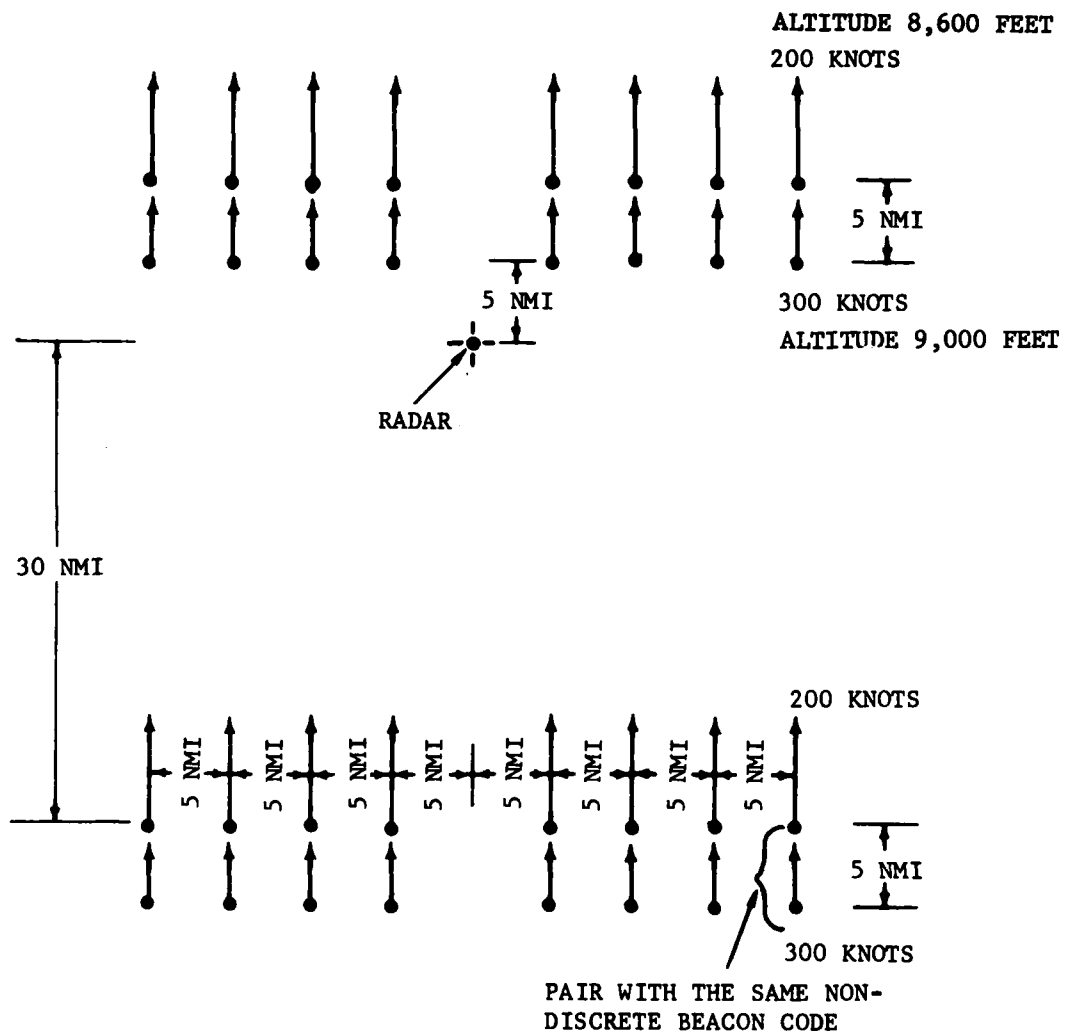 ALTITUDE 8,600 FEET
200 KNOTS
5 NMI
5 NMI
300 KNOTS
ALTITUDE 9,000 FEET
RADAR
30 NMI
200 KNOTS
5 NMI
5 NMI
5 NMI
5 NMI
5 NMI
5 NMI
5 NMI
5 NMI
5 NMI
300 KNOTS
PAIR WITH THE SAME NON-
DISCRETE BEACON CODE